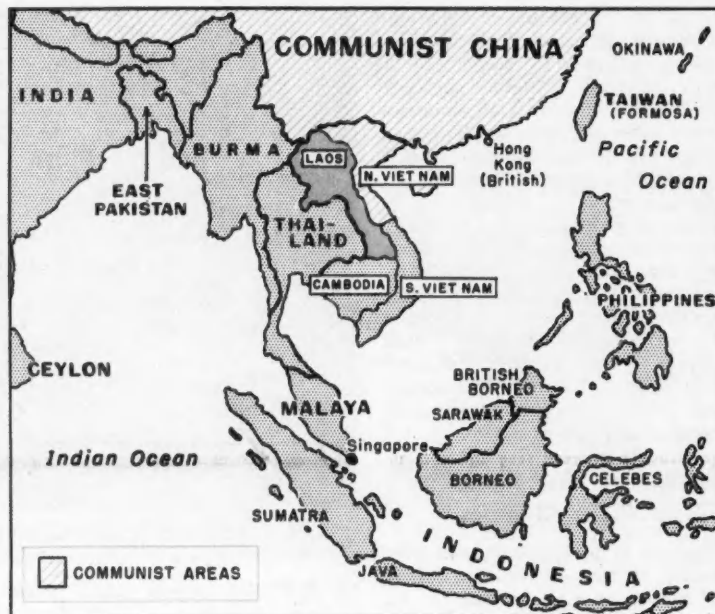 COMMUNIST CHINA
OKINAWA
INDIA
TAIWAN
(FORMOSA)
BURMA
LAOS
Hong
Kong
(British)
Pacific
Ocean
N. VIET NAM
EAST
PAKISTAN
THAI-
LAND
CAMBODIA
S. VIET NAM
PHILIPPINES
CEYLON
BRITISH
BORNEO
MALAYA
SARAWAK
Singapore
Indian Ocean
BORNEO
CELEBES
SUMATRA
INDONESIA
COMMUNIST AREAS
JAVA